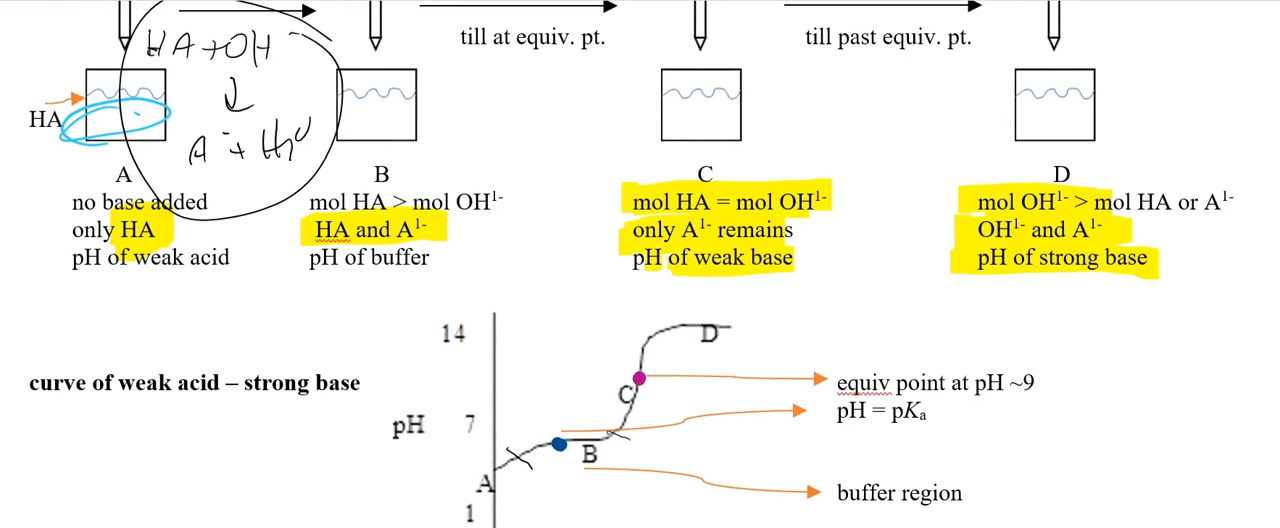 HA + OH
till at equiv. pt.
till past equiv. pt.
↓
HA
A⁻ + H₂O
A
no base added
only HA
pH of weak acid
B
mol HA > mol OH¹⁻
HA and A¹⁻
pH of buffer
C
mol HA = mol OH¹⁻
only A¹⁻ remains
pH of weak base
D
mol OH¹⁻ > mol HA or A¹⁻
OH¹⁻ and A¹⁻
pH of strong base
14
D
curve of weak acid – strong base
C
equiv point at pH ~9
pH = pKₐ
pH 7
B
A
buffer region
1